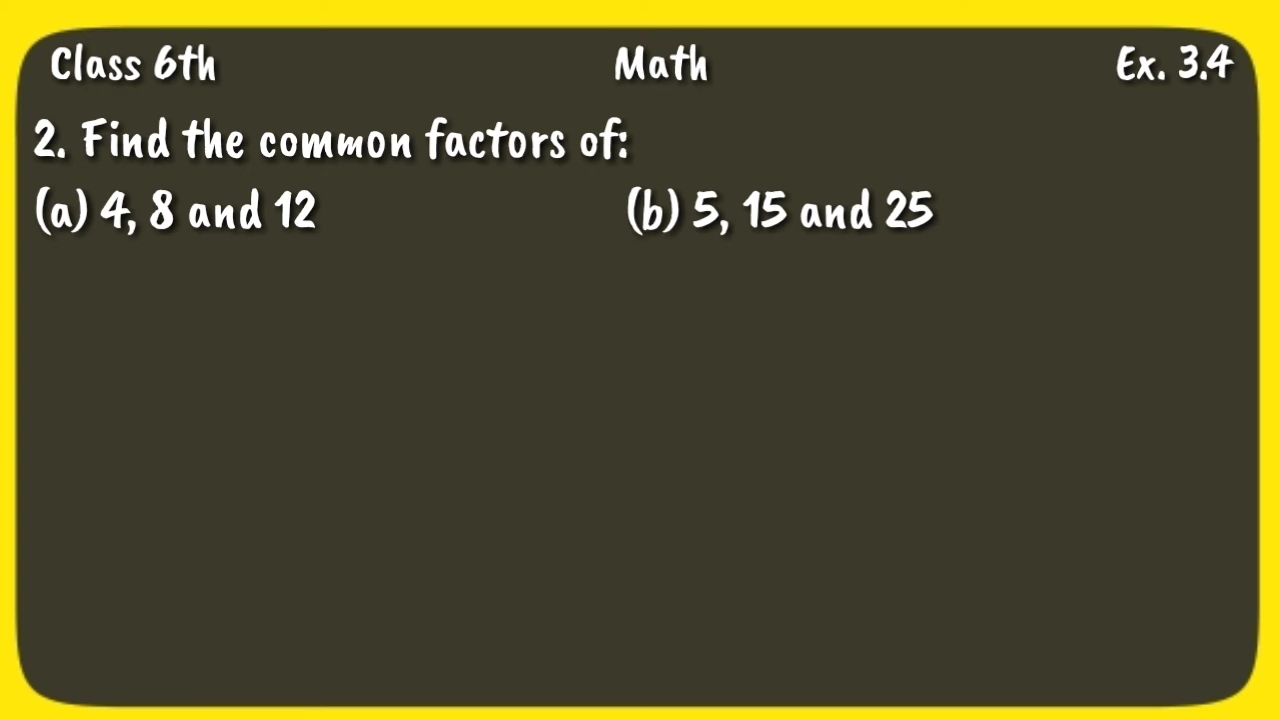 Class 6th Math Ex. 3.4
2. Find the common factors of:
(a) 4, 8 and 12 (b) 5, 15 and 25